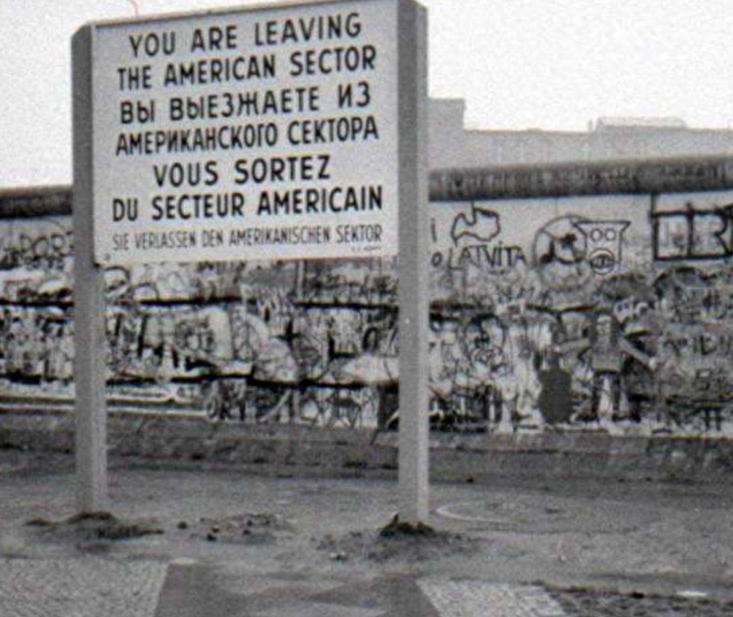 YOU ARE LEAVING
THE AMERICAN SECTOR
ВЫ ВЫЕЗЖАЕТЕ ИЗ
АМЕРИКАНСКОГО СЕКТОРА
VOUS SORTEZ
DU SECTEUR AMERICAIN
SIE VERLASSEN DEN AMERIKANISCHEN SEKTOR
LATVITA